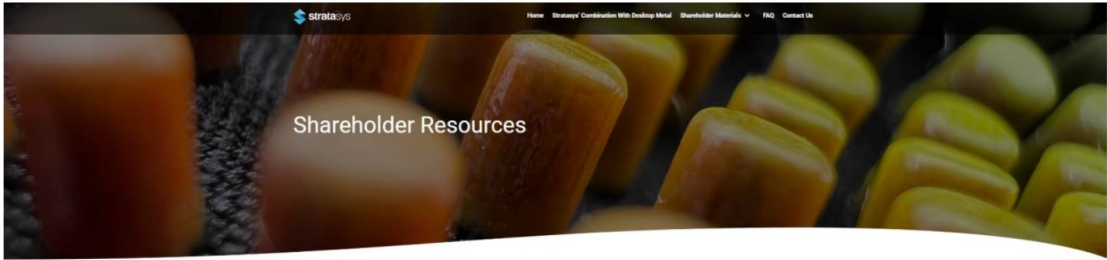 stratasys
Home Stratasys' Combination With Desktop Metal Shareholder Materials FAQ Contact Us
Shareholder Resources